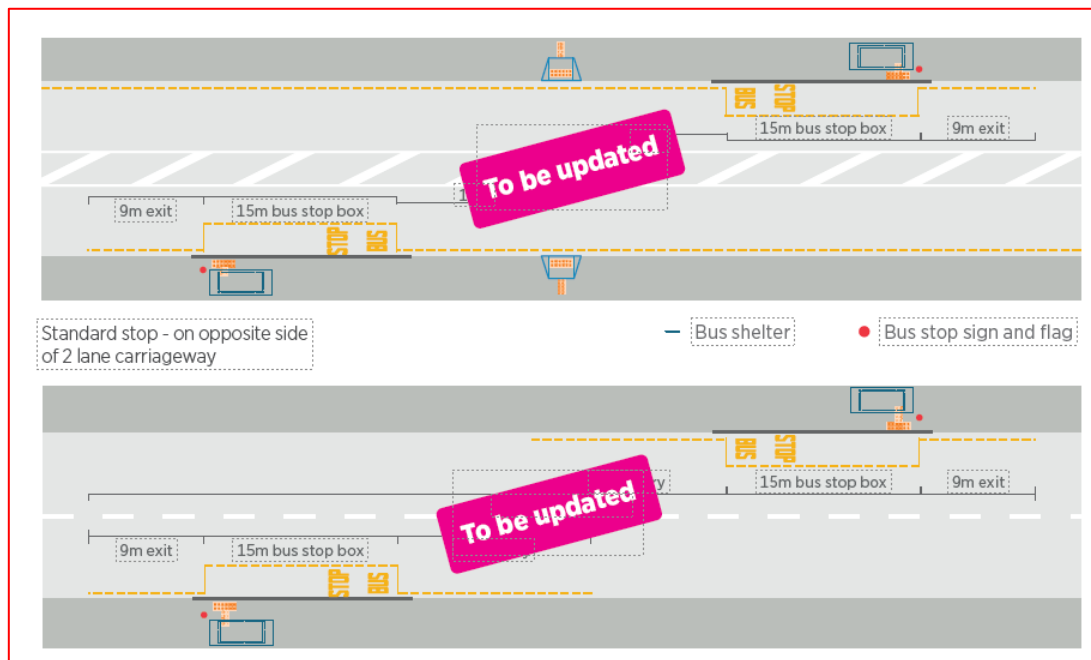 BUS STOP
15m bus stop box
9m exit
To be updated
9m exit
15m bus stop box
STOP BUS
Standard stop - on opposite side
of 2 lane carriageway
Bus shelter
Bus stop sign and flag
BUS STOP
15m bus stop box
9m exit
To be updated
9m exit
15m bus stop box
STOP BUS